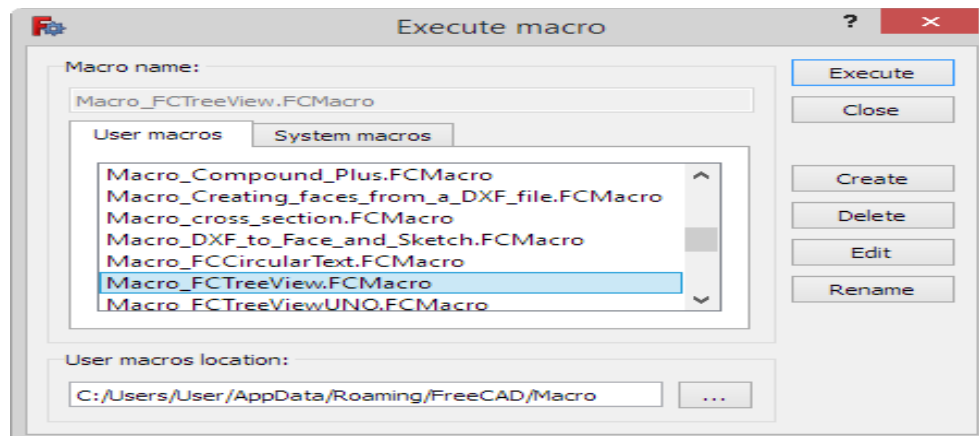 Execute macro
?
Macro name:
Macro_FCTreeView.FCMacro
User macros
System macros
Macro_Compound_Plus.FCMacro
Macro_Creating_faces_from_a_DXF_file.FCMacro
Macro_cross_section.FCMacro
Macro_DXF_to_Face_and_Sketch.FCMacro
Macro_FCCircularText.FCMacro
Macro_FCTreeView.FCMacro
Macro_FCTreeViewUNO.FCMacro
User macros location:
C:/Users/User/AppData/Roaming/FreeCAD/Macro
...
Execute
Close
Create
Delete
Edit
Rename